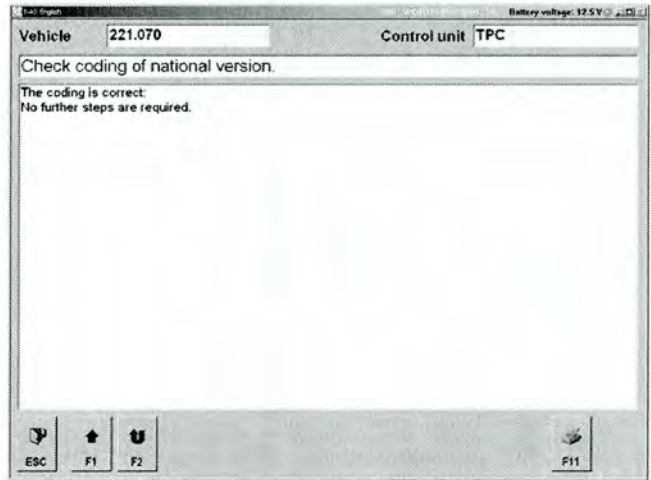 Battery voltage: 12.5 V
Vehicle 221.070 Control unit TPC
Check coding of national version.
The coding is correct:
No further steps are required.
ESC F1 F2 F11